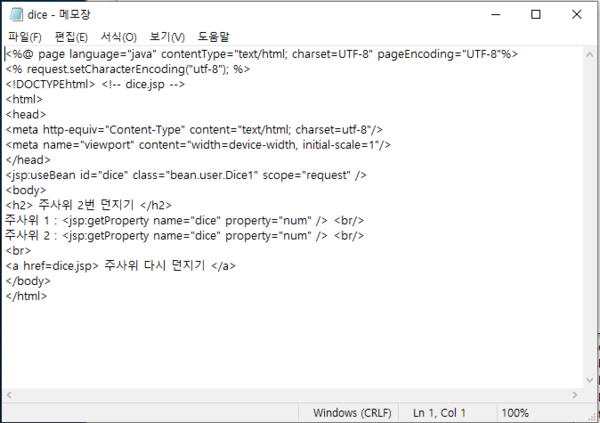 dice - 메모장
파일(F) 편집(E) 서식(O) 보기(V) 도움말
<%@ page language="java" contentType="text/html; charset=UTF-8" pageEncoding="UTF-8"%>
<% request.setCharacterEncoding("utf-8"); %>
<!DOCTYPEhtml> <!-- dice.jsp -->
<html>
<head>
<meta http-equiv="Content-Type" content="text/html; charset=utf-8"/>
<meta name="viewport" content="width=device-width, initial-scale=1"/>
</head>
<jsp:useBean id="dice" class="bean.user.Dice1" scope="request" />
<body>
<h2> 주사위 2번 던지기 </h2>
주사위 1 : <jsp:getProperty name="dice" property="num" /> <br/>
주사위 2 : <jsp:getProperty name="dice" property="num" /> <br/>
<br>
<a href=dice.jsp> 주사위 다시 던지기 </a>
</body>
</html>
Windows (CRLF) Ln 1, Col 1 100%